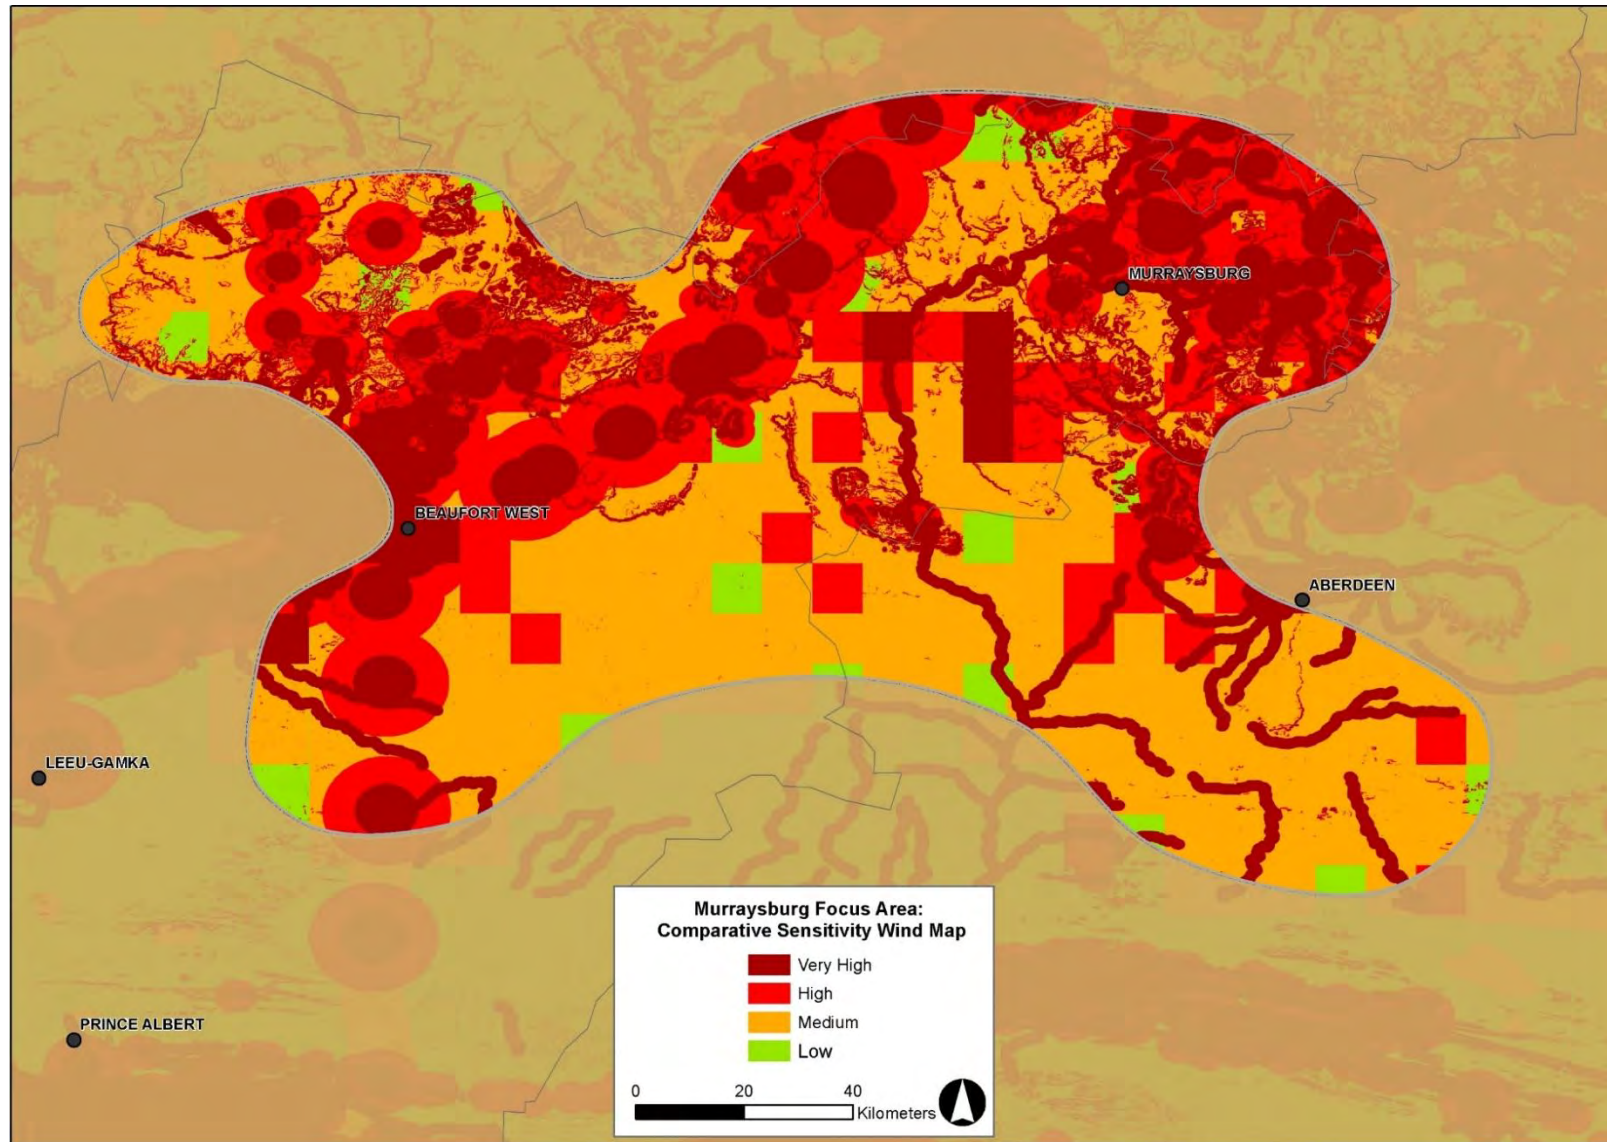 MURRAYSBURG
BEAUFORT WEST
ABERDEEN
LEEU-GAMKA
PRINCE ALBERT
Murraysburg Focus Area:
Comparative Sensitivity Wind Map
Very High
High
Medium
Low
0 20 40
Kilometers